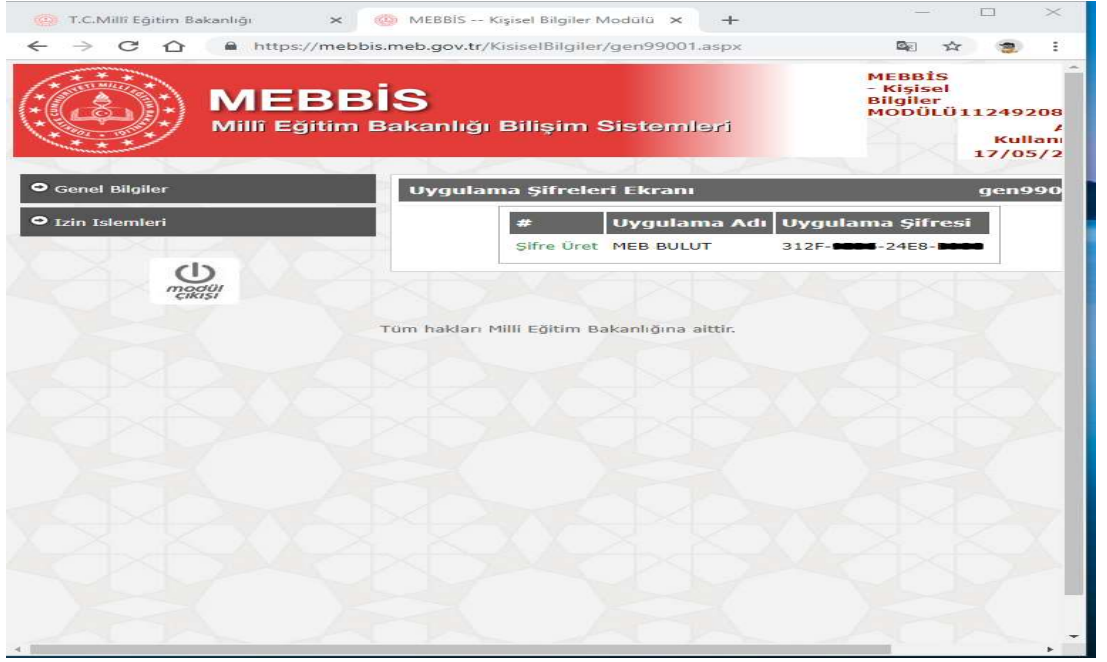 T.C.Millî Eğitim Bakanlığı
MEBBİS -- Kişisel Bilgiler Modülü
https://mebbis.meb.gov.tr/KisiselBilgiler/gen99001.aspx
MEBBİS
Millî Eğitim Bakanlığı Bilişim Sistemleri
MEBBİS
- Kişisel
Bilgiler
MODÜLÜ11249208
Kullanı
17/05/2
Genel Bilgiler
Izin Islemleri
modül
çıkışı
Uygulama Şifreleri Ekranı gen990
# Uygulama Adı Uygulama Şifresi
Şifre Üret MEB BULUT 312F- -24E8-
Tüm hakları Milli Eğitim Bakanlığına aittir.